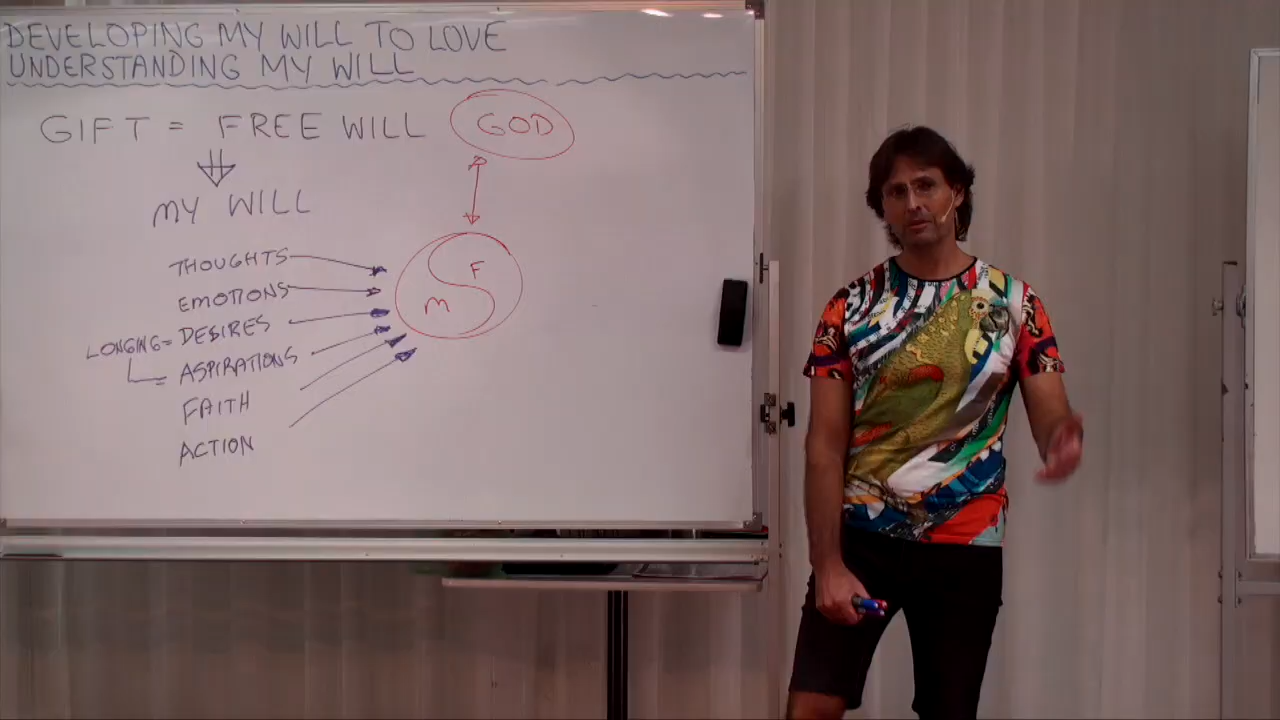 DEVELOPING MY WILL TO LOVE
UNDERSTANDING MY WILL
GIFT = FREE WILL
GOD
MY WILL
THOUGHTS
F
EMOTIONS
M
LONGING = DESIRES
ASPIRATIONS
FAITH
ACTION